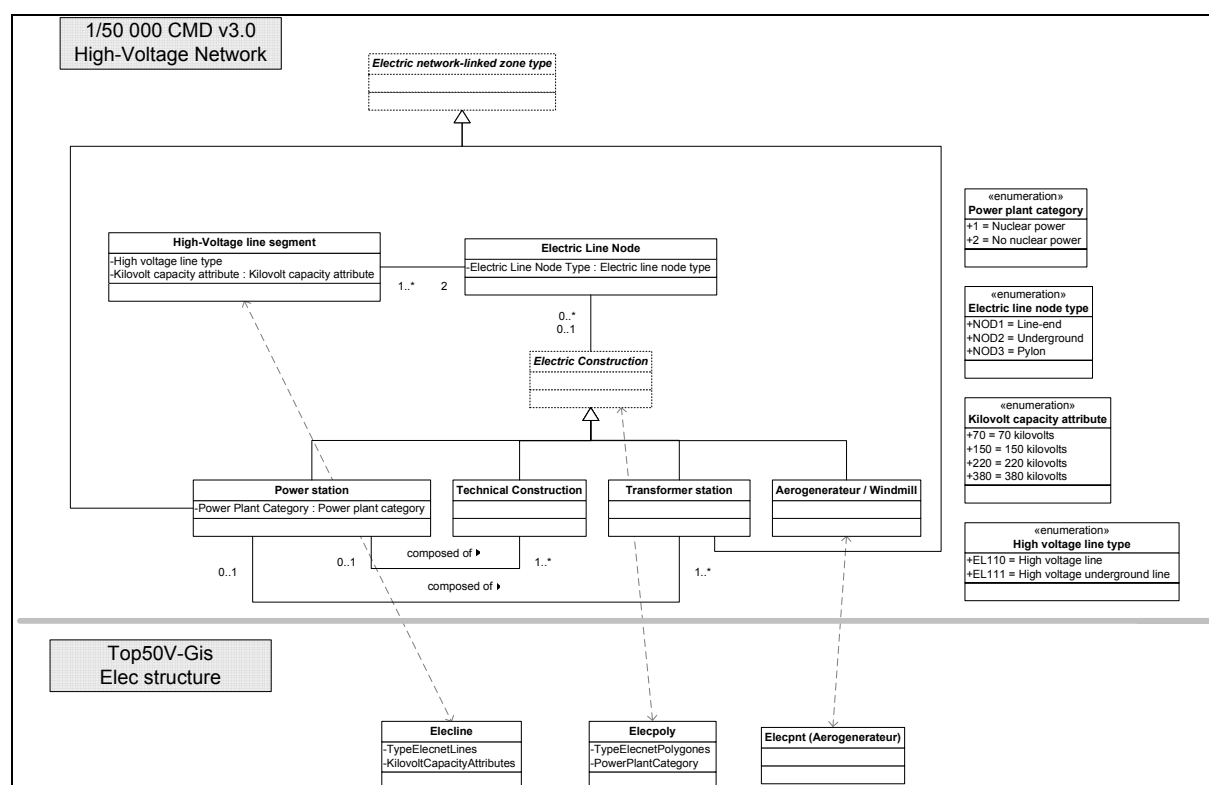 1/50 000 CMD v3.0
High-Voltage Network
Electric network-linked zone type
High-Voltage line segment
-High voltage line type
-Kilovolt capacity attribute : Kilovolt capacity attribute
Electric Line Node
-Electric Line Node Type : Electric line node type
1..*
2
0..*
0..1
Electric Construction
«enumeration»
Power plant category
+1 = Nuclear power
+2 = No nuclear power
«enumeration»
Electric line node type
+NOD1 = Line-end
+NOD2 = Underground
+NOD3 = Pylon
«enumeration»
Kilovolt capacity attribute
+70 = 70 kilovolts
+150 = 150 kilovolts
+220 = 220 kilovolts
+380 = 380 kilovolts
«enumeration»
High voltage line type
+EL110 = High voltage line
+EL111 = High voltage underground line
Power station
-Power Plant Category : Power plant category
Technical Construction
Transformer station
Aerogenerateur / Windmill
0..1
0..1
composed of
1..*
composed of
1..*
Top50V-Gis
Elec structure
Elecline
-TypeElecnetLines
-KilovoltCapacityAttributes
Elecpoly
-TypeElecnetPolygones
-PowerPlantCategory
Elecpnt (Aerogenerateur)